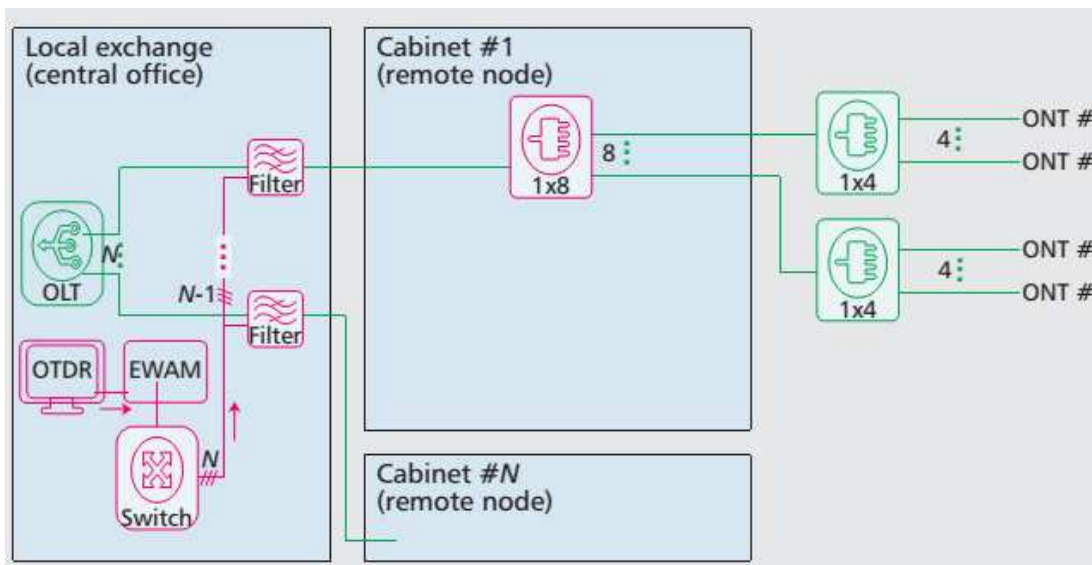 Local exchange
(central office)
Cabinet #1
(remote node)
Filter
8
1x8
4
ONT #
ONT #
1x4
N
OLT
N-1
Filter
4
ONT #
ONT #
1x4
OTDR
EWAM
N
Switch
Cabinet #N
(remote node)